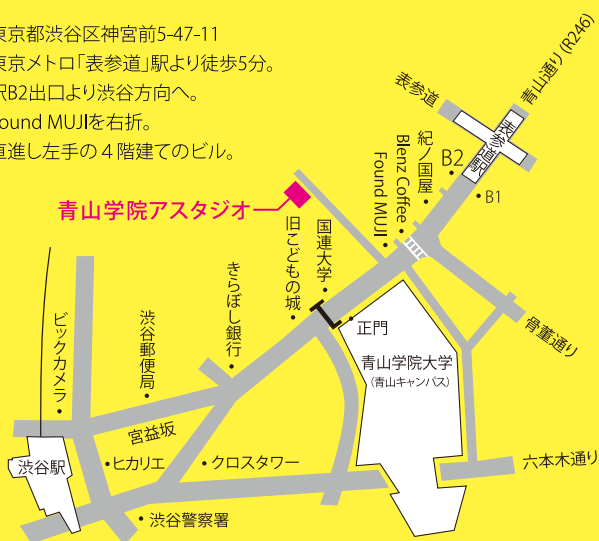 東京都渋谷区神宮前5-47-11
東京メトロ「表参道」駅より徒歩5分。
駅B2出口より渋谷方向へ。
ound MUJIを右折。
直進し左手の4階建てのビル。
青山通り(R246)
表参道
表参道駅
B2
B1
紀ノ国屋
Blenz Coffee
Found MUJI
青山学院アスタジオ
国連大学
旧こどもの城
きらぼし銀行
渋谷郵便局
ビックカメラ
正門
骨董通り
青山学院大学
(青山キャンパス)
宮益坂
渋谷駅
ヒカリエ
クロスタワー
六本木通り
渋谷警察署